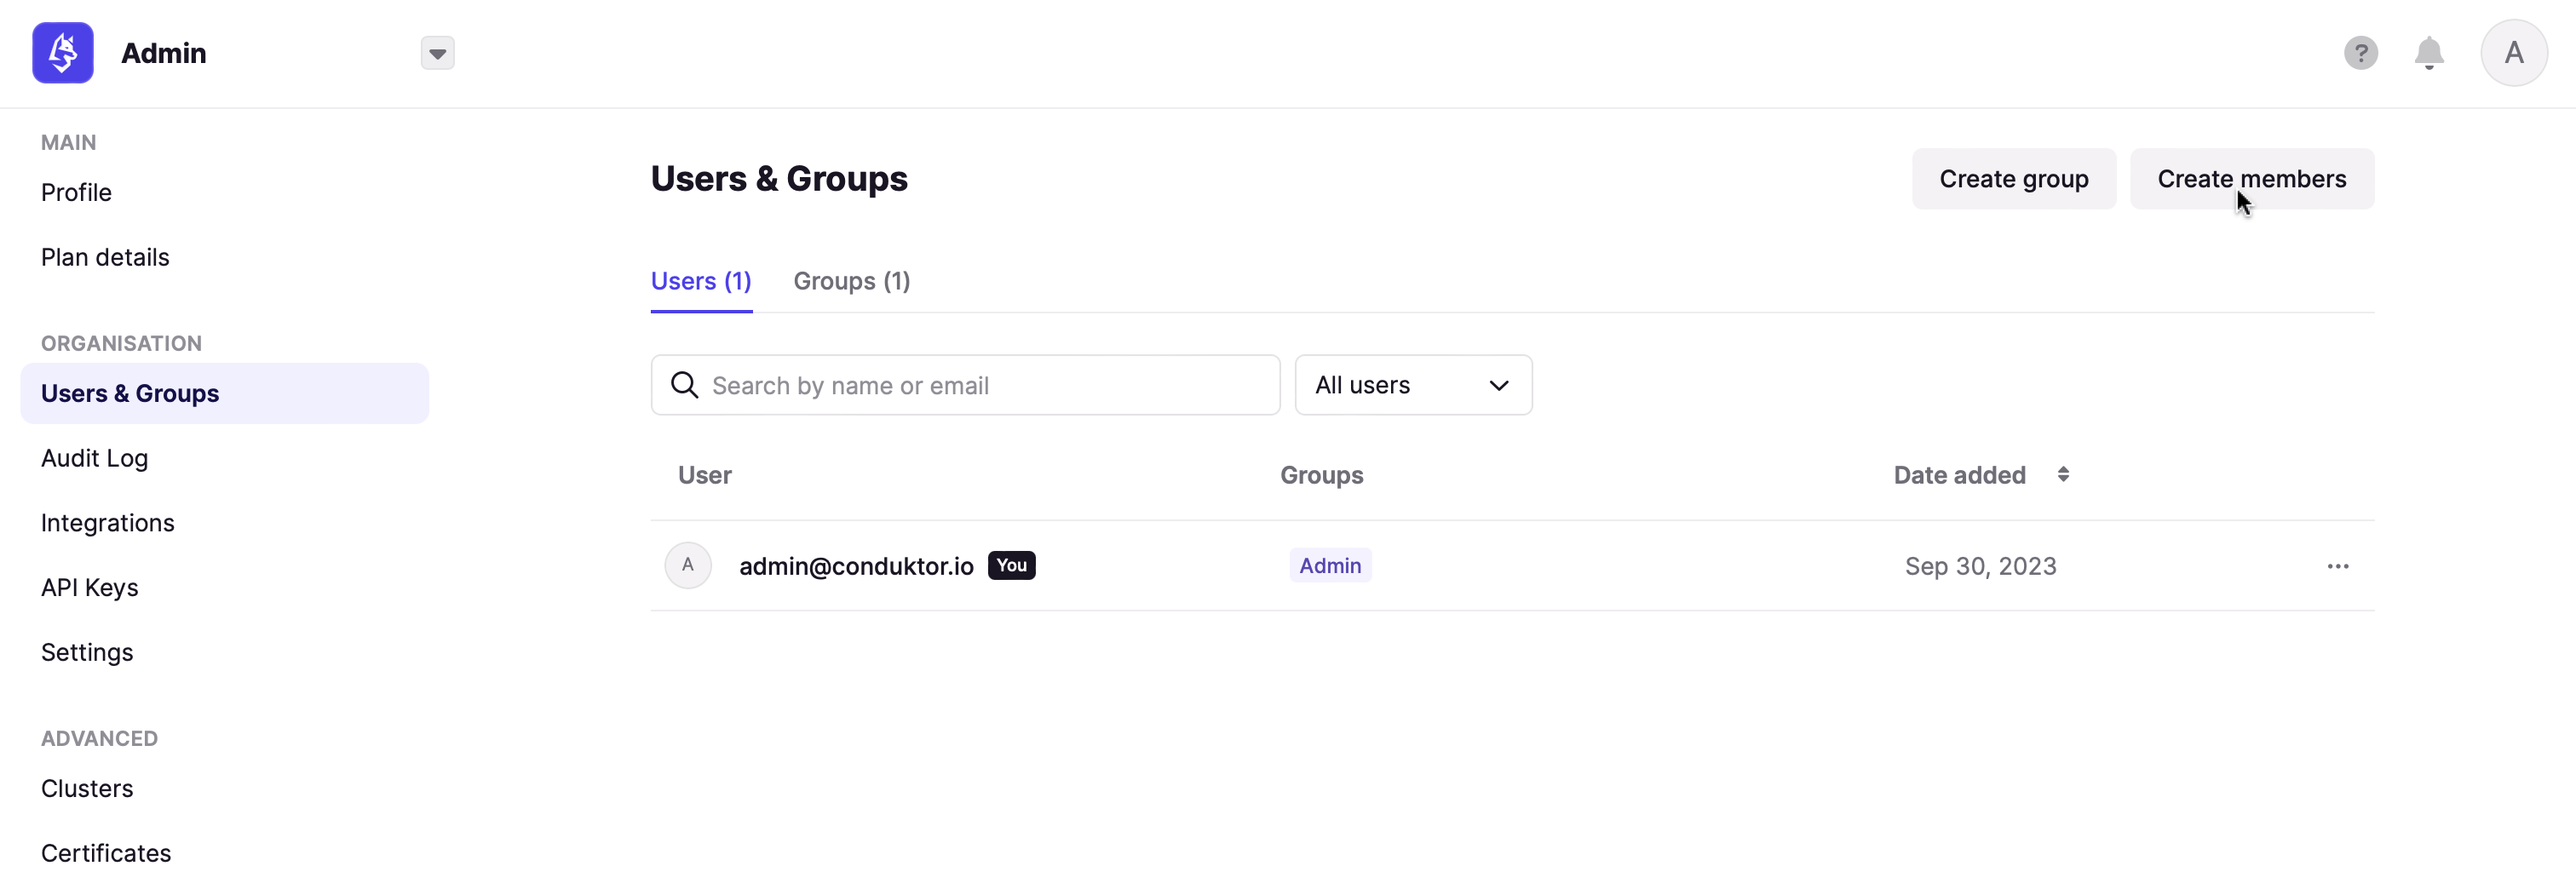 Admin
?
A
MAIN
Profile
Plan details
ORGANISATION
Users & Groups
Audit Log
Integrations
API Keys
Settings
ADVANCED
Clusters
Certificates
Users & Groups
Create group
Create members
Users (1)
Groups (1)
Search by name or email
All users
User
Groups
Date added
A
admin@conduktor.io
You
Admin
Sep 30, 2023